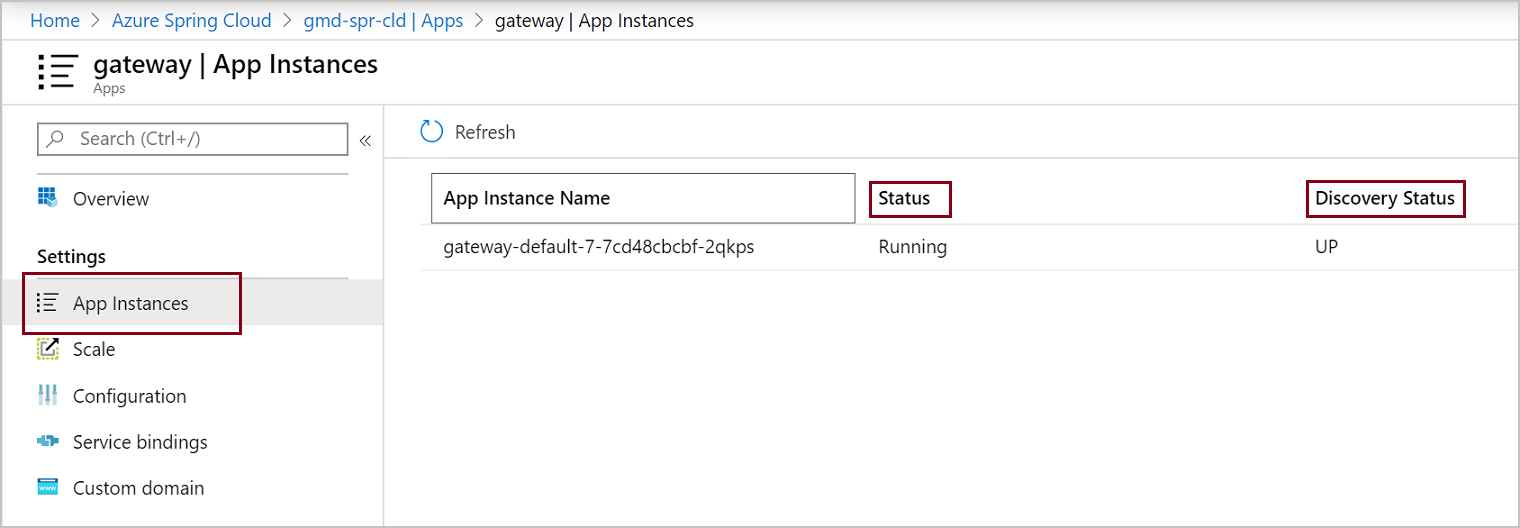 Home > Azure Spring Cloud > gmd-spr-cld | Apps > gateway | App Instances
gateway | App Instances
Apps
Search (Ctrl+/)
«
Overview
Settings
App Instances
Scale
Configuration
Service bindings
Custom domain
Refresh
App Instance Name Status Discovery Status
gateway-default-7-7cd48cbcbf-2qkps Running UP